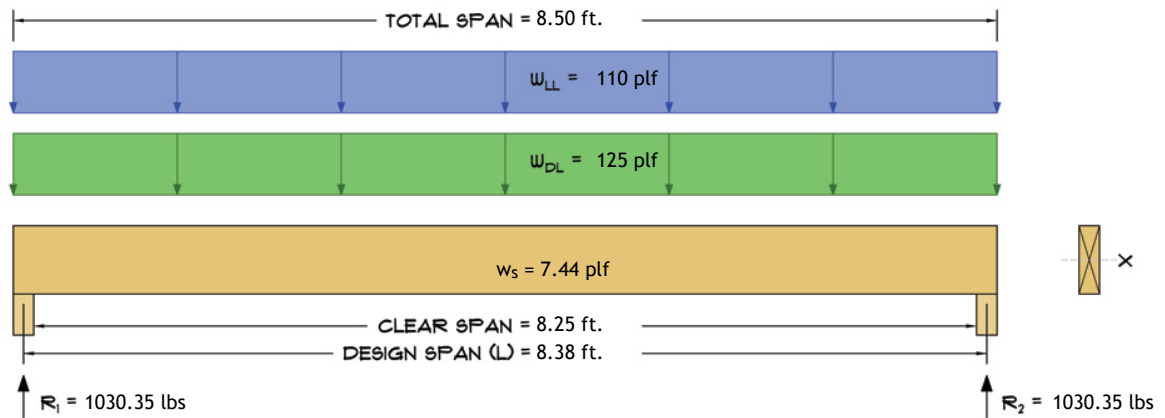 TOTAL SPAN = 8.50 ft.
WLL = 110 plf
WDL = 125 plf
ws = 7.44 plf
X
CLEAR SPAN = 8.25 ft.
DESIGN SPAN (L) = 8.38 ft.
R1 = 1030.35 lbs
R2 = 1030.35 lbs